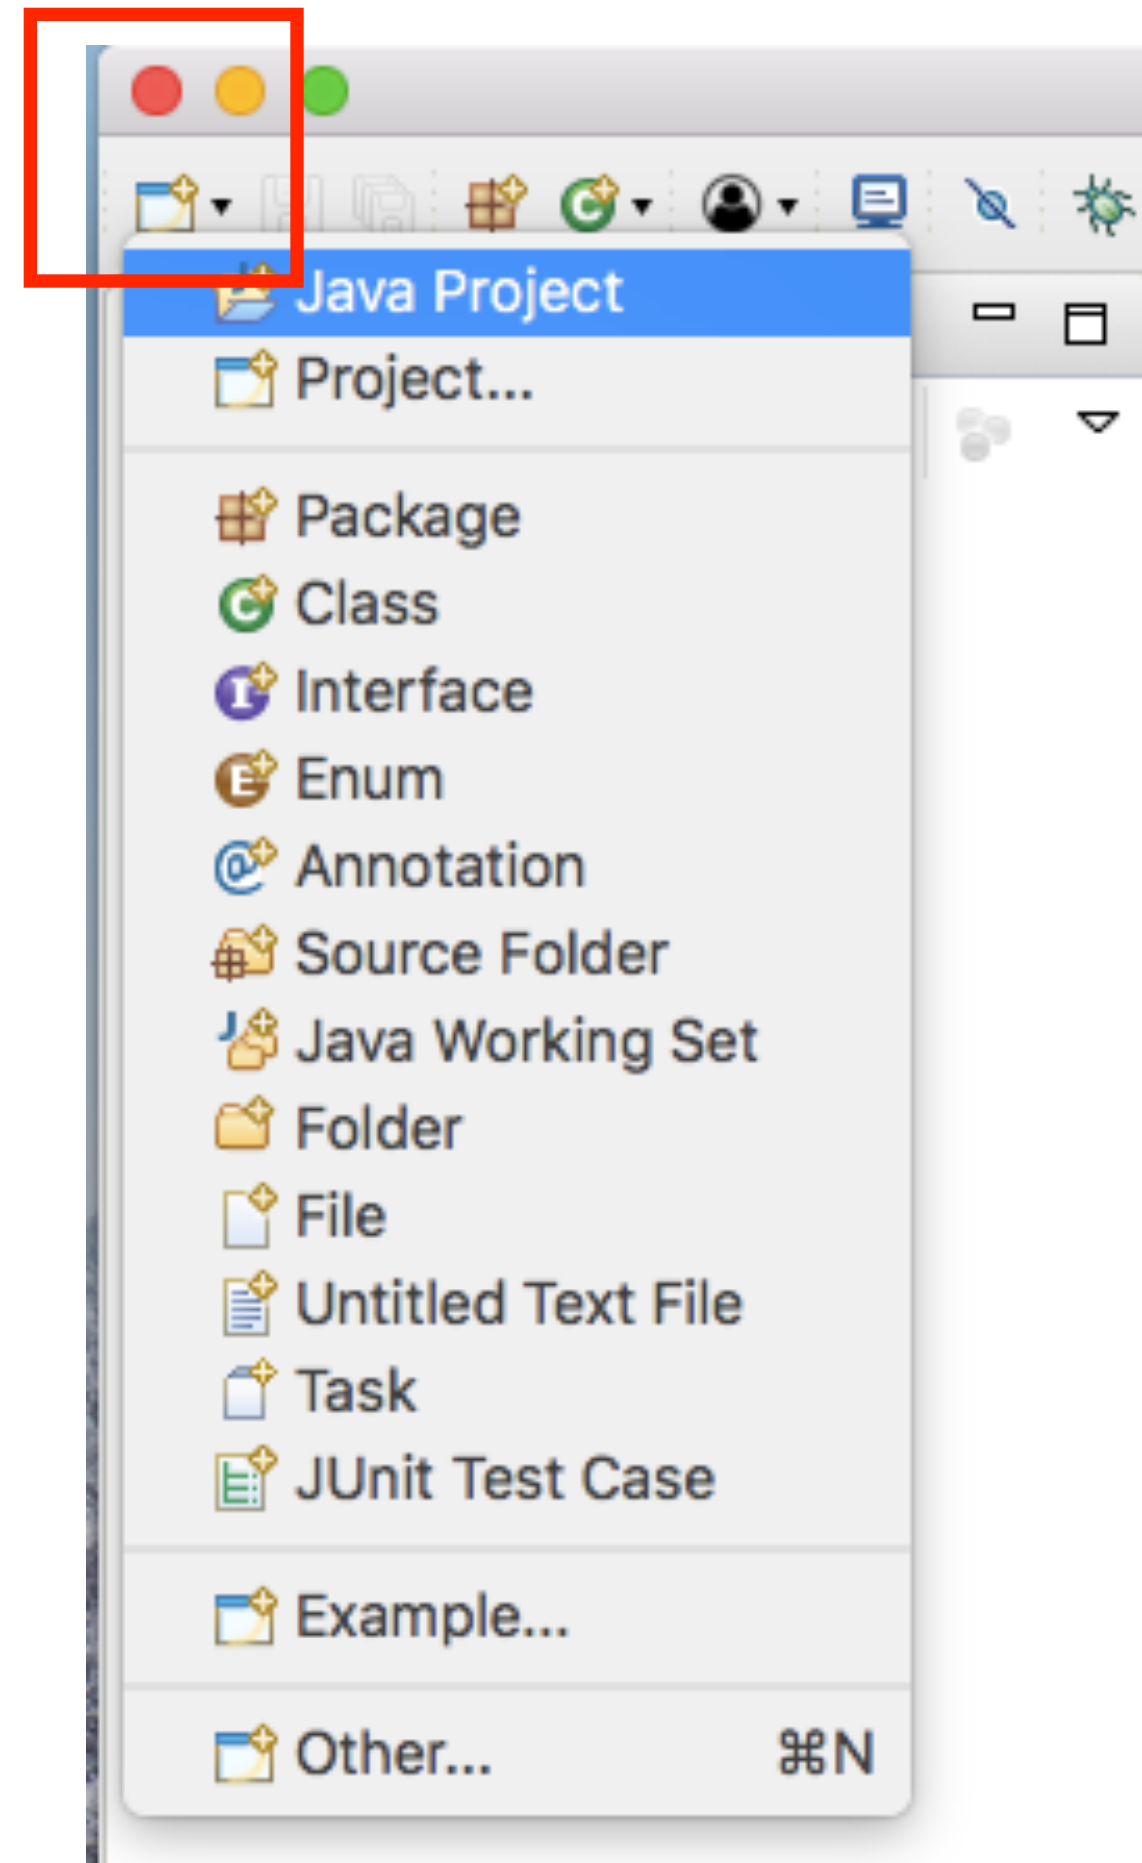 Java Project
Project...
Package
Class
Interface
Enum
Annotation
Source Folder
Java Working Set
Folder
File
Untitled Text File
Task
JUnit Test Case
Example...
Other... ⌘N